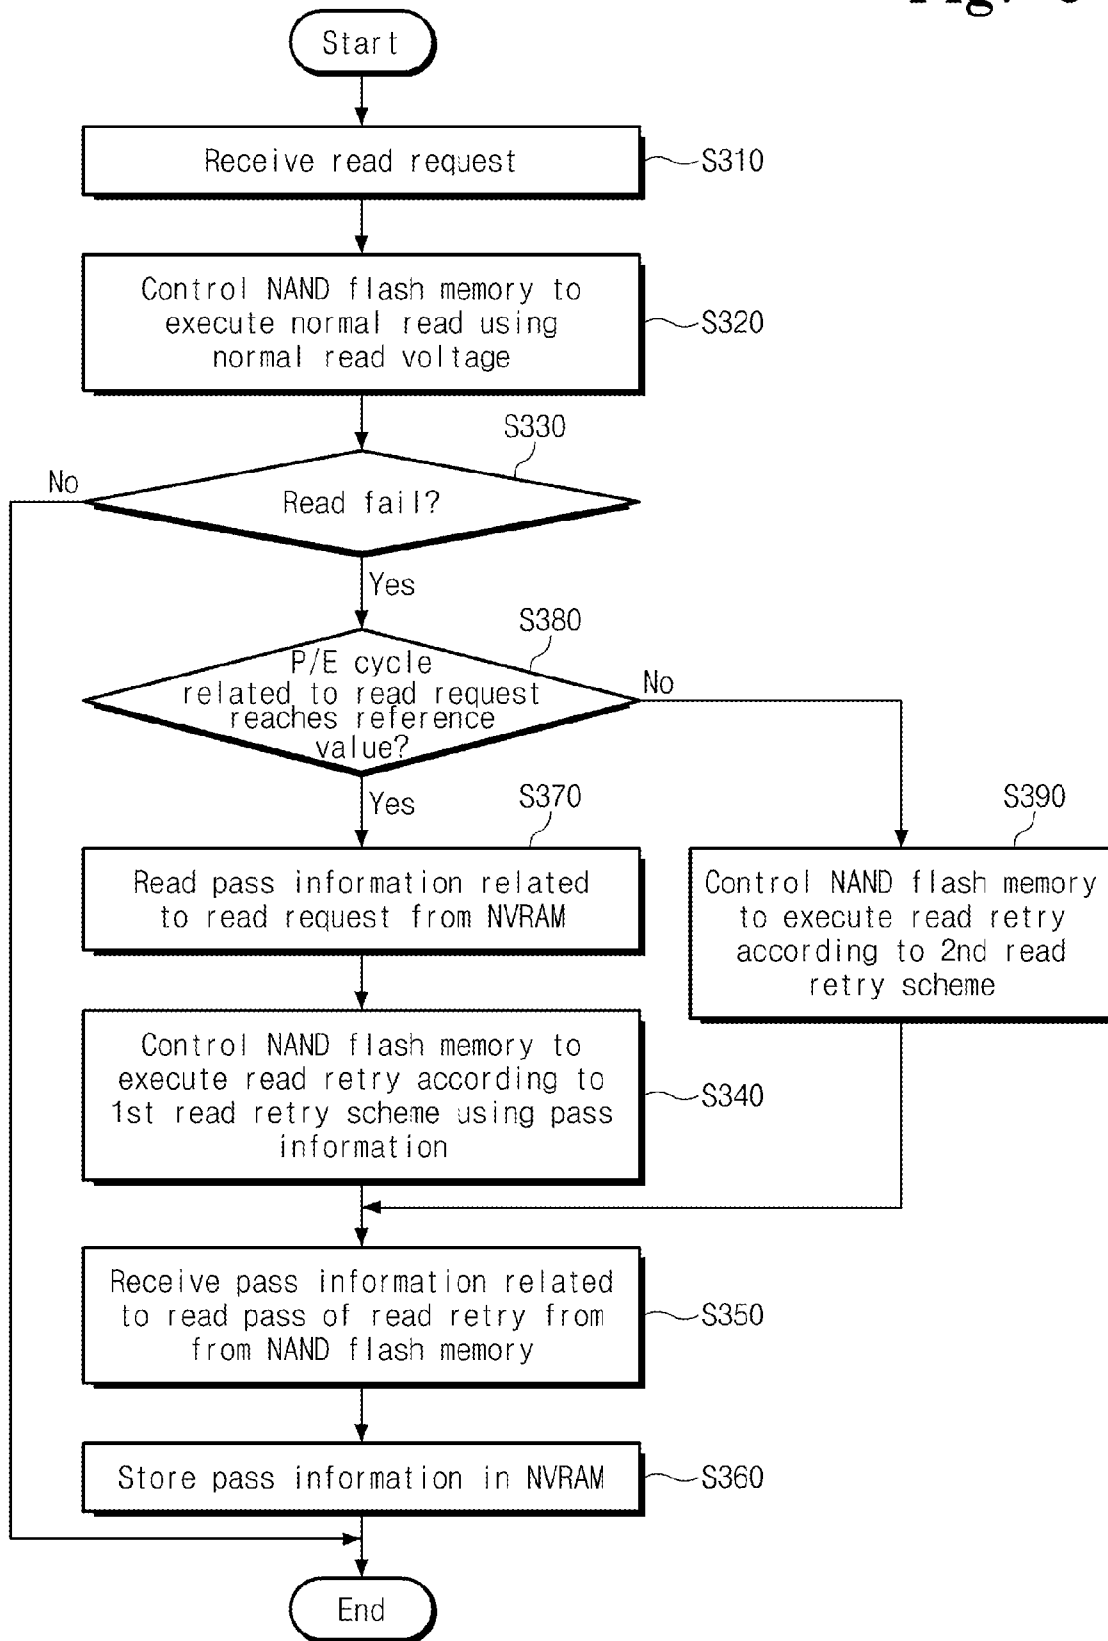 Start
Receive read request
S310
Control NAND flash memory to
execute normal read using
normal read voltage
S320
S330
No
Read fail?
Yes
S380
P/E cycle
related to read request
reaches reference
value?
No
Yes
S370
S390
Read pass information related
to read request from NVRAM
Control NAND flash memory
to execute read retry
according to 2nd read
retry scheme
Control NAND flash memory to
execute read retry according to
1st read retry scheme using pass
information
S340
Receive pass information related
to read pass of read retry from
from NAND flash memory
S350
Store pass information in NVRAM
S360
End